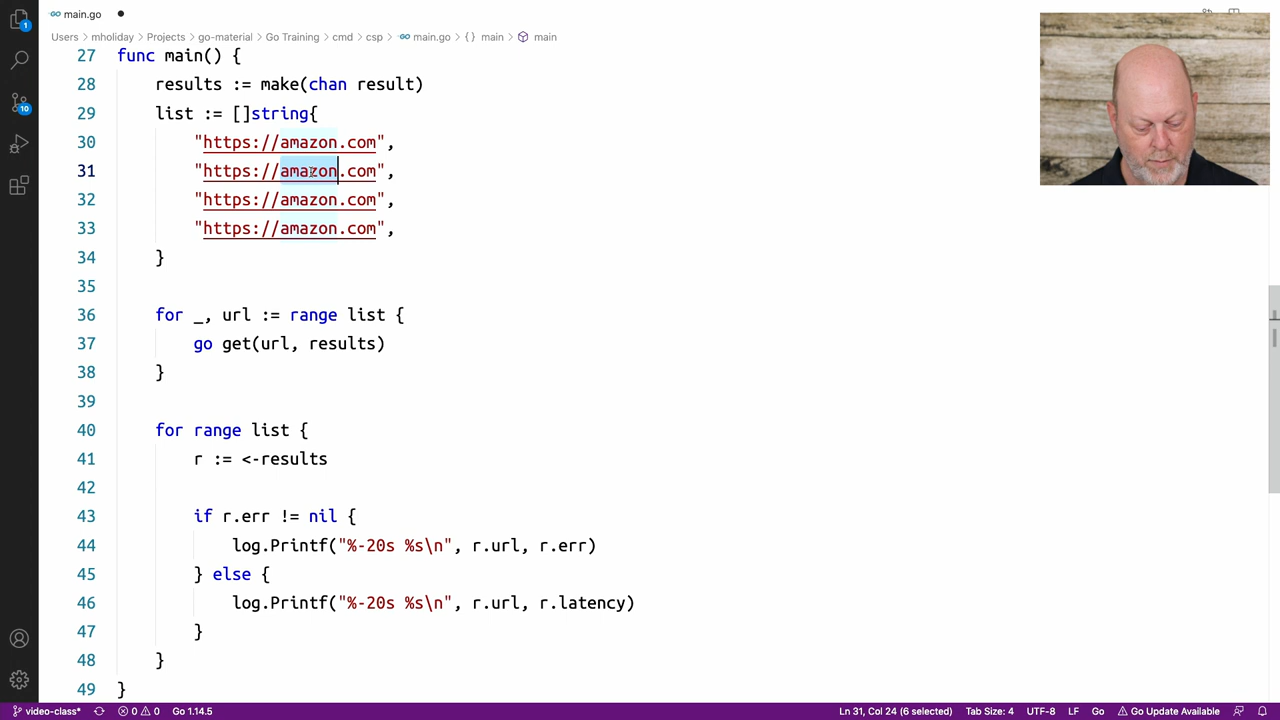 main.go
Users > mholiday > Projects > go-material > Go Training > cmd > csp > main.go > {} main > main
1
10
27 func main() {
28 results := make(chan result)
29 list := []string{
30 "https://amazon.com",
31 "https://amazon.com",
32 "https://amazon.com",
33 "https://amazon.com",
34 }
35
36 for _, url := range list {
37 go get(url, results)
38 }
39
40 for range list {
41 r := <-results
42
43 if r.err != nil {
44 log.Printf("%-20s %s\n", r.url, r.err)
45 } else {
46 log.Printf("%-20s %s\n", r.url, r.latency)
47 }
48 }
49 }
video-class* 0 0 Go 1.14.5 Ln 31, Col 24 (6 selected) Tab Size: 4 UTF-8 LF Go Go Update Available